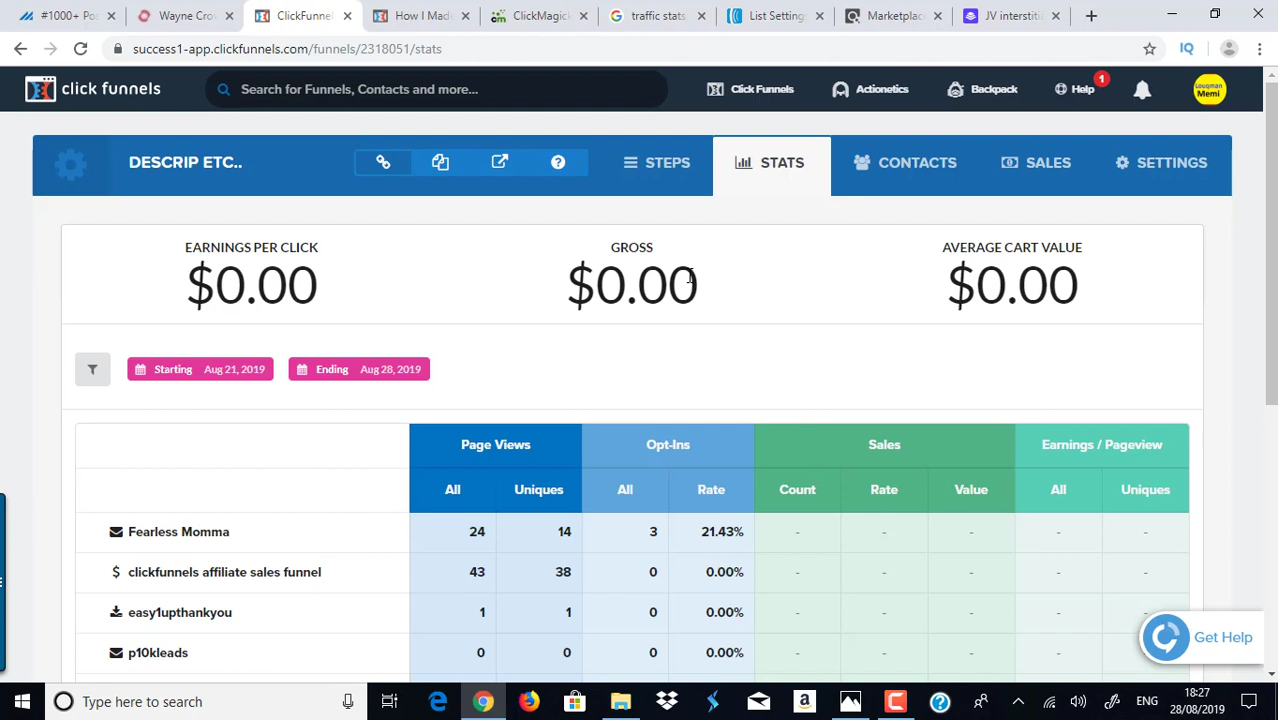 #1000+ Po:
Wayne Cro
ClickFunne
How I Mad
ClickMagick
traffic stats
List Setting
Marketplac
JV interstiti
success1-app.clickfunnels.com/funnels/2318051/stats
IQ
click funnels
Search for Funnels, Contacts and more...
Click Funnels
Actionetics
Backpack
Help
1
Louqman
Memi
DESCRIP ETC..
STEPS
STATS
CONTACTS
SALES
SETTINGS
EARNINGS PER CLICK
GROSS
AVERAGE CART VALUE
$0.00
$0.00
$0.00
Starting Aug 21, 2019
Ending Aug 28, 2019
Page Views
Opt-Ins
Sales
Earnings / Pageview
All Uniques All Rate Count Rate Value All Uniques
Fearless Momma 24 14 3 21.43% - - - - -
$ clickfunnels affiliate sales funnel 43 38 0 0.00% - - - - -
easy1upthankyou 1 1 0 0.00% - - - - -
p10kleads 0 0 0 0.00% - - - - -
Get Help
Type here to search
ENG
18:27
28/08/2019